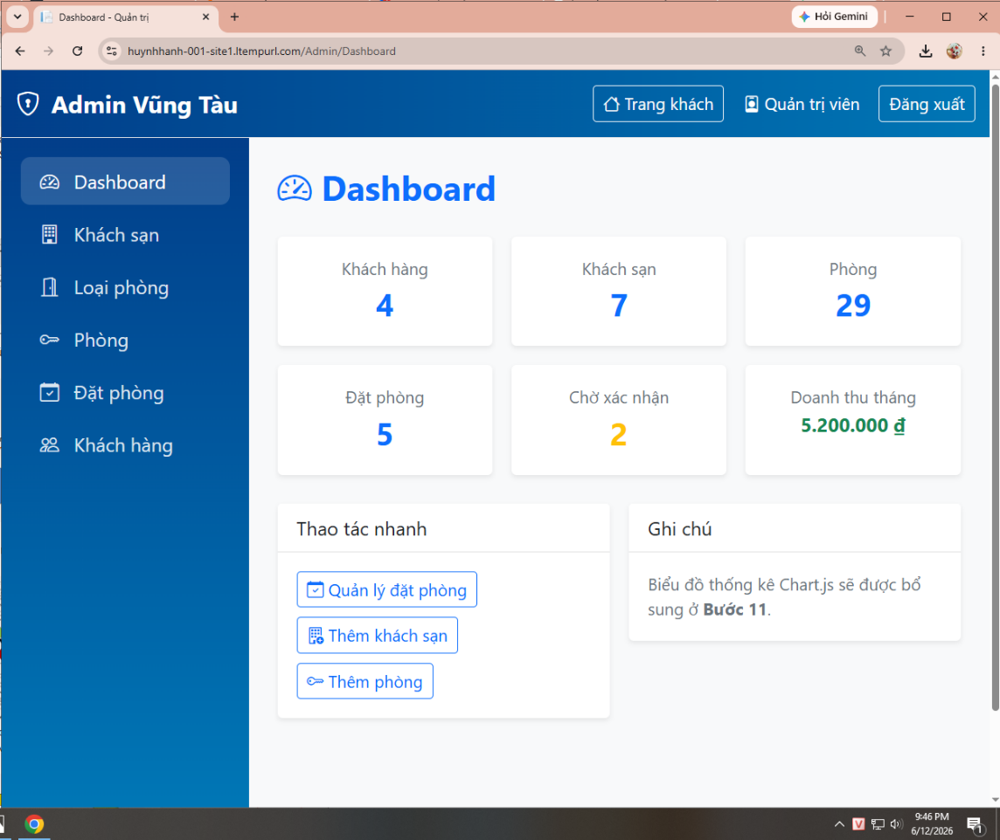 Dashboard - Quản trị
Hỏi Gemini
huynhhanh-001-site1.ltempurl.com/Admin/Dashboard
Admin Vũng Tàu
Trang khách
Quản trị viên
Đăng xuất
Dashboard
Khách sạn
Loại phòng
Phòng
Đặt phòng
Khách hàng
Dashboard
Khách hàng
4
Khách sạn
7
Phòng
29
Đặt phòng
5
Chờ xác nhận
2
Doanh thu tháng
5.200.000 ₫
Thao tác nhanh
Quản lý đặt phòng
Thêm khách sạn
Thêm phòng
Ghi chú
Biểu đồ thống kê Chart.js sẽ được bổ
sung ở Bước 11.
V
9:46 PM
6/12/2026
1